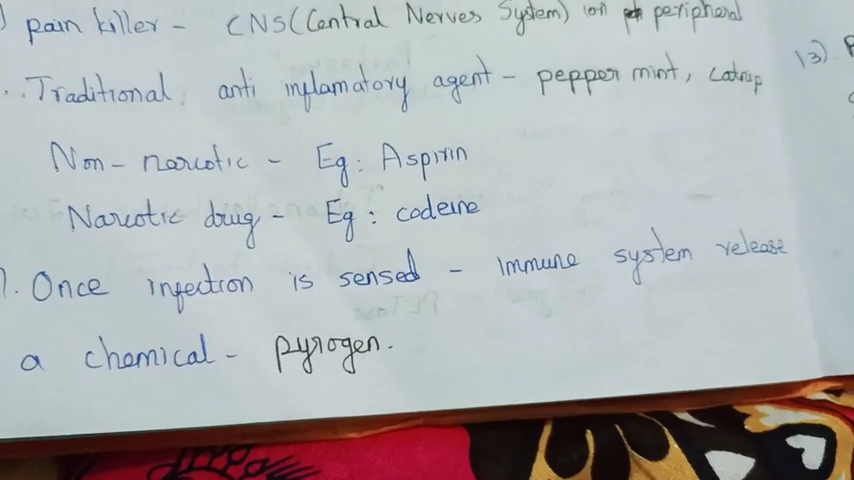 ) Pain killer - CNS (Central Nerves System) on peripheral
Traditional anti inflamatory agent - pepper mint, catnip
13)
Non-narcotic - Eg: Aspirin
Narcotic drug - Eg: codeine
). Once infection is sensed - immune system release
a chemical - pyrogen.